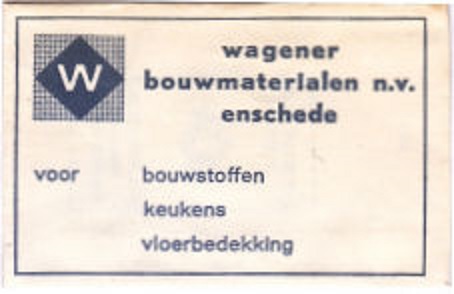 W
wagener
bouwmaterialen n.v.
enschede
voor bouwstoffen
keukens
vloerbedekking